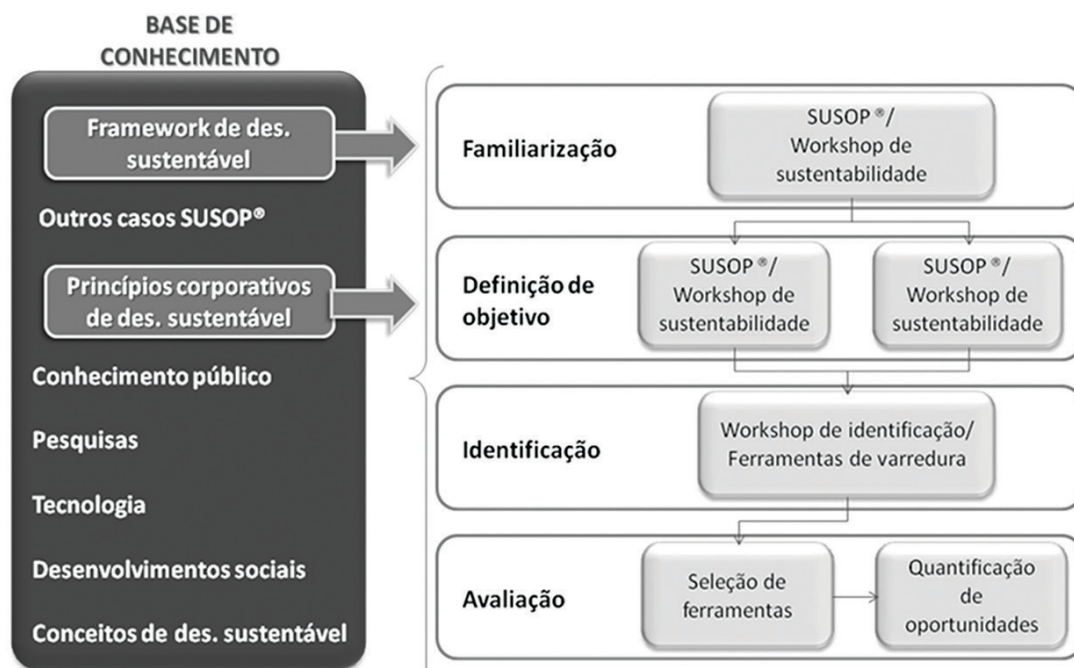 BASE DE
CONHECIMENTO
Framework de des.
sustentável
Outros casos SUSOP®
Princípios corporativos
de des. sustentável
Conhecimento público
Pesquisas
Tecnologia
Desenvolvimentos sociais
Conceitos de des. sustentável
Familiarização
SUSOP ®/
Workshop de
sustentabilidade
Definição de
objetivo
SUSOP ®/
Workshop de
sustentabilidade
SUSOP ®/
Workshop de
sustentabilidade
Identificação
Workshop de identificação/
Ferramentas de varredura
Avaliação
Seleção de
ferramentas
Quantificação
de
oportunidades